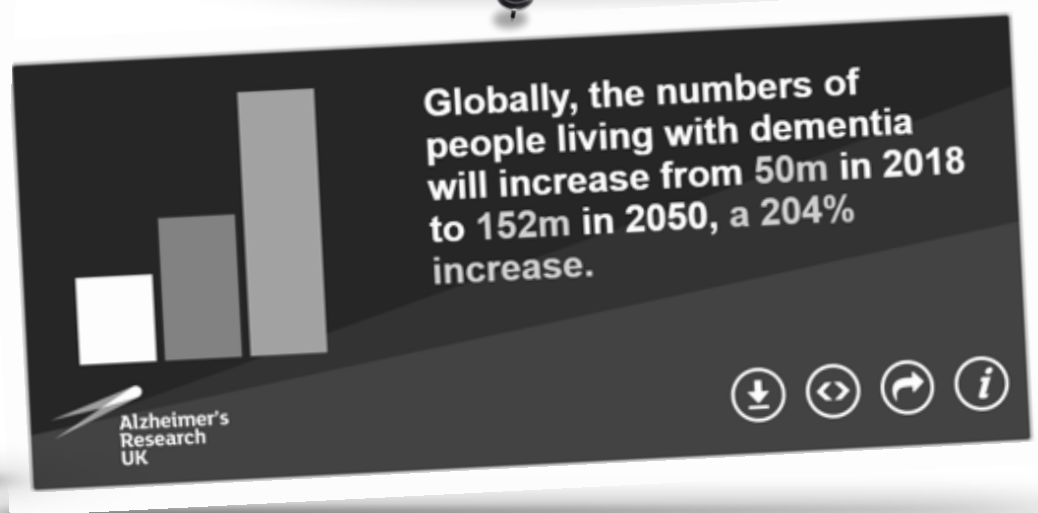 Globally, the numbers of
people living with dementia
will increase from 50m in 2018
to 152m in 2050, a 204%
increase.
Alzheimer's
Research
UK